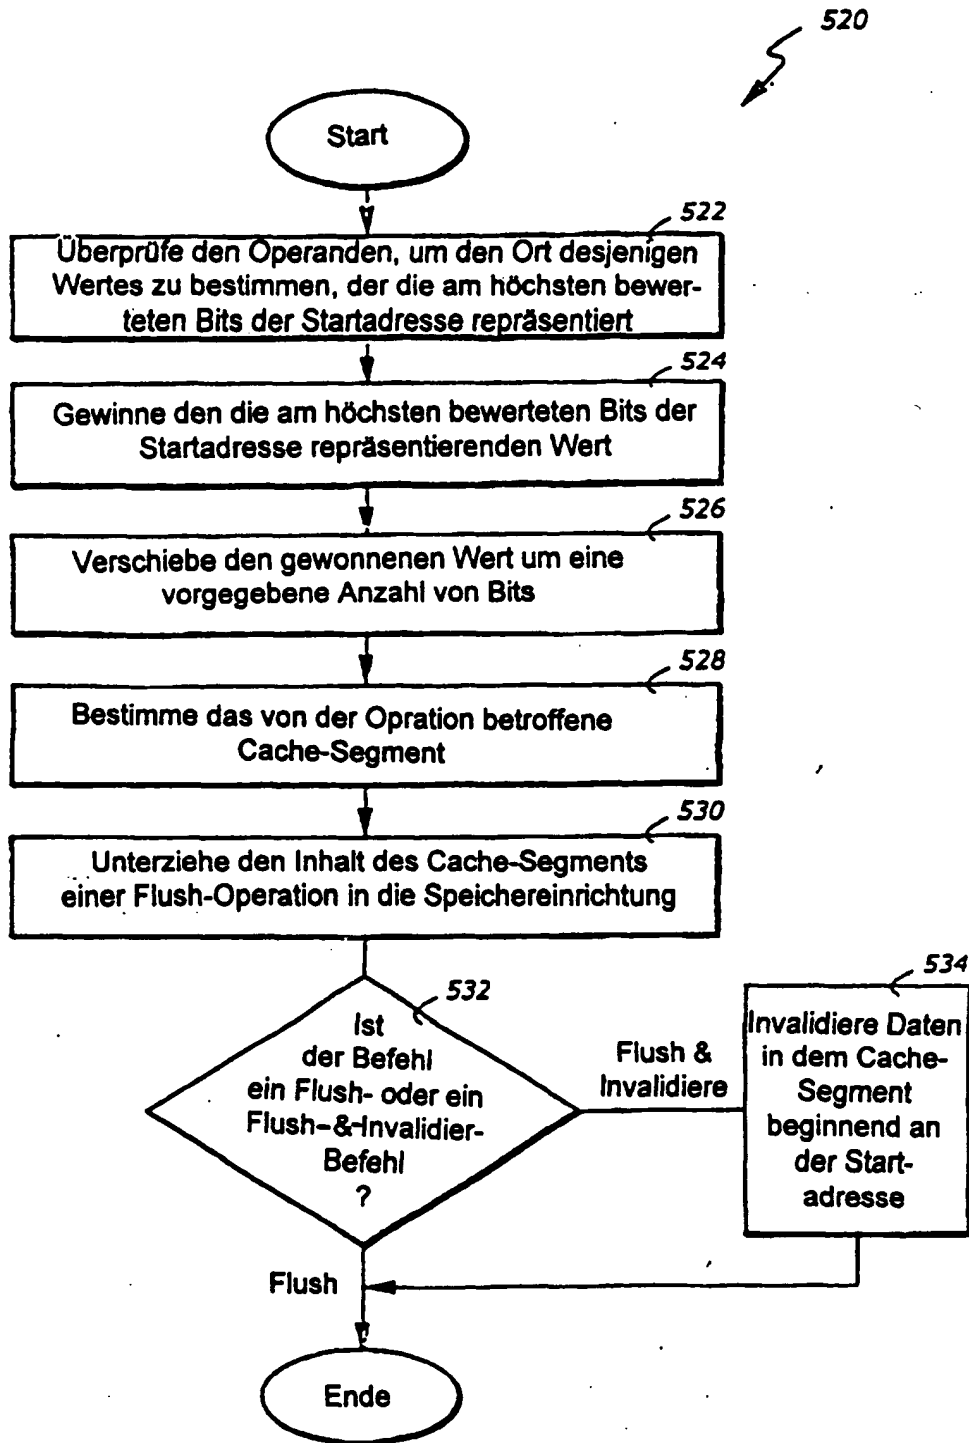 520
Start
522
Überprüfe den Operanden, um den Ort desjenigen
Wertes zu bestimmen, der die am höchsten bewer-
teten Bits der Startadresse repräsentiert
524
Gewinne den die am höchsten bewerteten Bits der
Startadresse repräsentierenden Wert
526
Verschiebe den gewonnenen Wert um eine
vorgegebene Anzahl von Bits
528
Bestimme das von der Opration betroffene
Cache-Segment
530
Unterziehe den Inhalt des Cache-Segments
einer Flush-Operation in die Speichereinrichtung
532
Ist
der Befehl
ein Flush- oder ein
Flush-&-Invalidier-
Befehl
?
Flush &
Invalidiere
534
Invalidiere Daten
in dem Cache-
Segment
beginnend an
der Start-
adresse
Flush
Ende